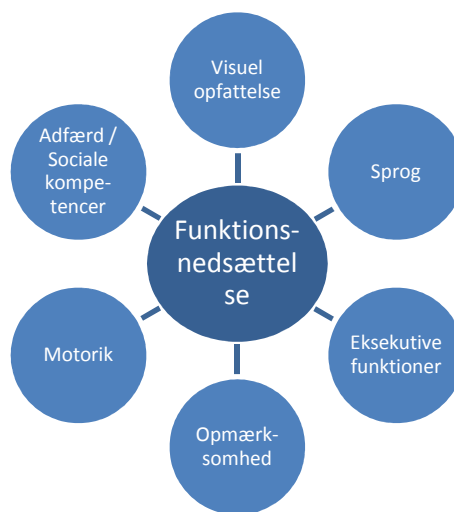 Visuel
opfattelse
Adfærd /
Sociale
kompe-
tencer
Sprog
Funktions-
nedsættel
se
Motorik
Eksekutive
funktioner
Opmærk-
somhed